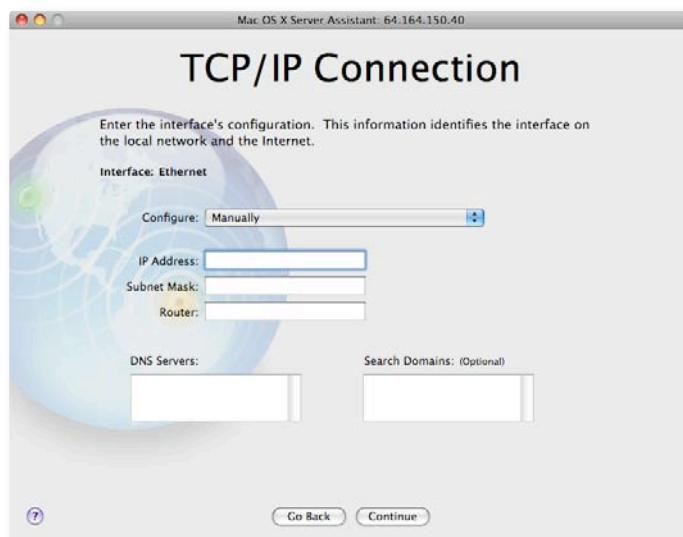 Mac OS X Server Assistant: 64.164.150.40
TCP/IP Connection
Enter the interface's configuration. This information identifies the interface on
the local network and the Internet.
Interface: Ethernet
Configure: Manually
IP Address:
Subnet Mask:
Router:
DNS Servers:
Search Domains: (Optional)
?
Go Back
Continue